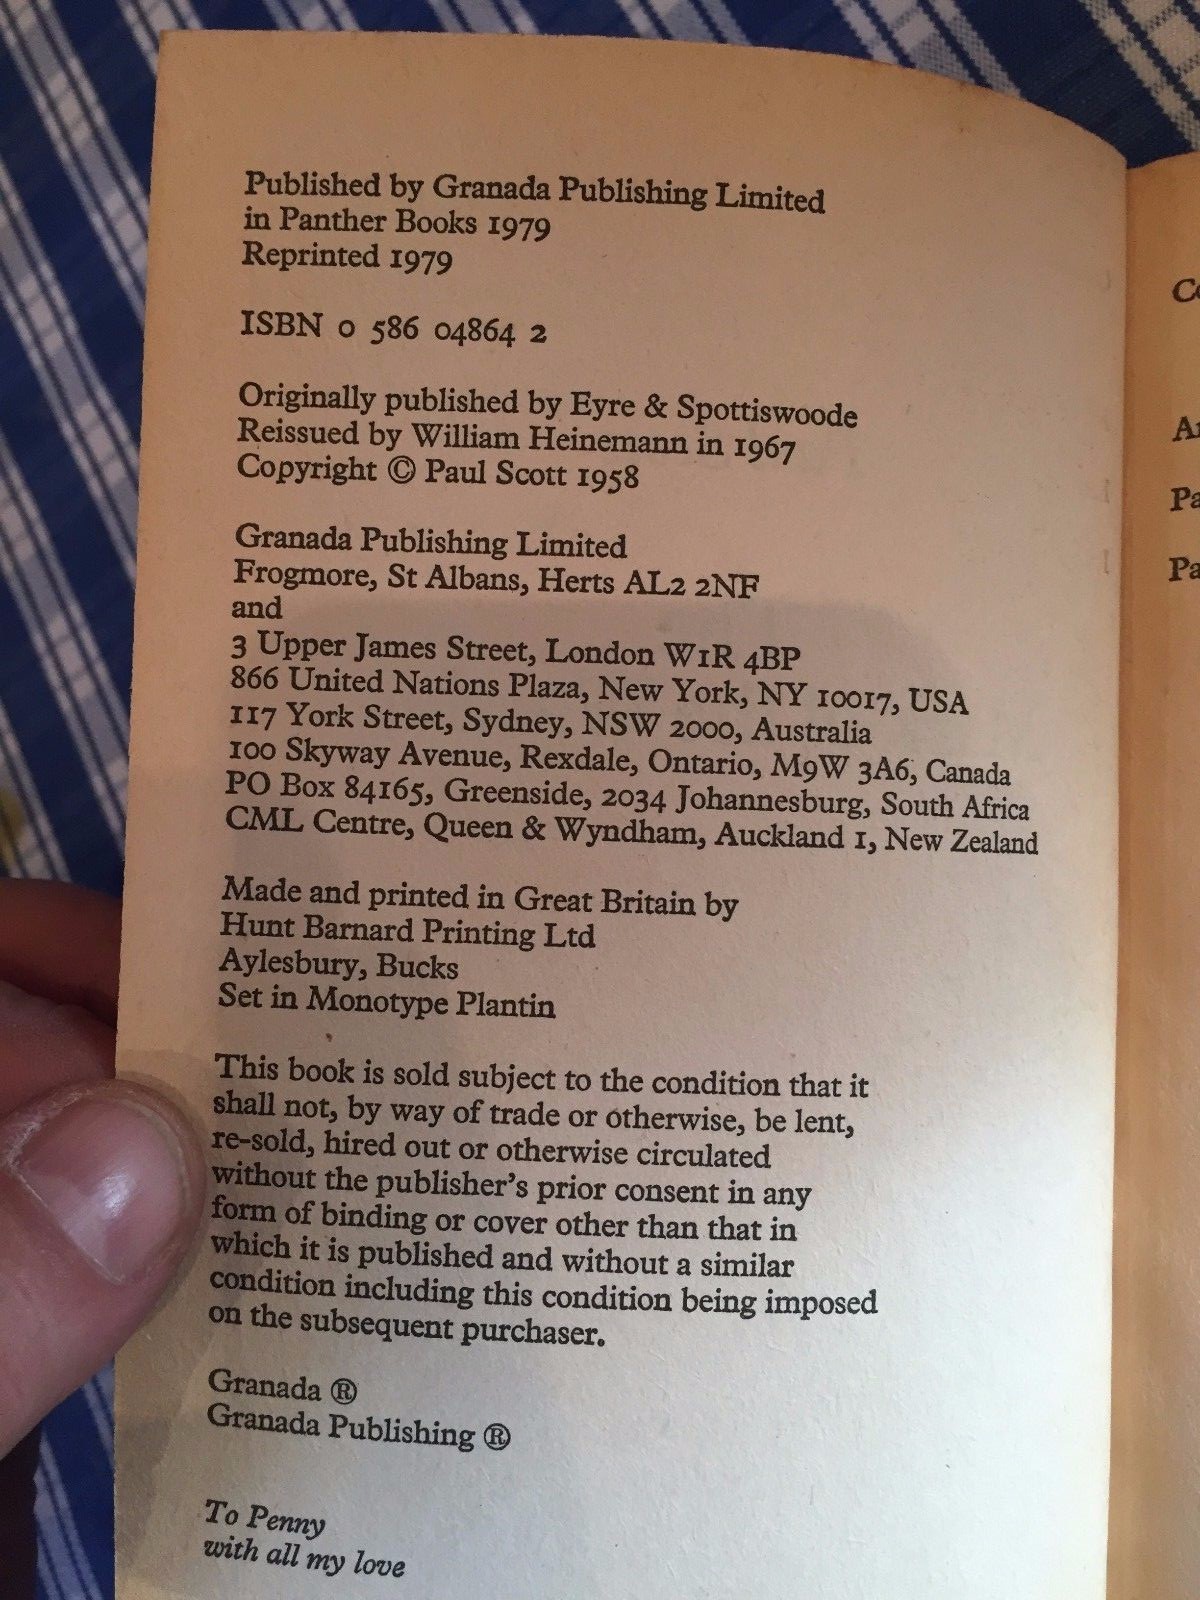 Published by Granada Publishing Limited
in Panther Books 1979
Reprinted 1979
ISBN 0 586 04864 2
Originally published by Eyre & Spottiswoode
Reissued by William Heinemann in 1967
Copyright © Paul Scott 1958
Granada Publishing Limited
Frogmore, St Albans, Herts AL2 2NF
and
3 Upper James Street, London W1R 4BP
866 United Nations Plaza, New York, NY 10017, USA
117 York Street, Sydney, NSW 2000, Australia
100 Skyway Avenue, Rexdale, Ontario, M9W 3A6, Canada
PO Box 84165, Greenside, 2034 Johannesburg, South Africa
CML Centre, Queen & Wyndham, Auckland 1, New Zealand
Made and printed in Great Britain by
Hunt Barnard Printing Ltd
Aylesbury, Bucks
Set in Monotype Plantin
This book is sold subject to the condition that it
shall not, by way of trade or otherwise, be lent,
re-sold, hired out or otherwise circulated
without the publisher's prior consent in any
form of binding or cover other than that in
which it is published and without a similar
condition including this condition being imposed
on the subsequent purchaser.
Granada ®
Granada Publishing ®
To Penny
with all my love